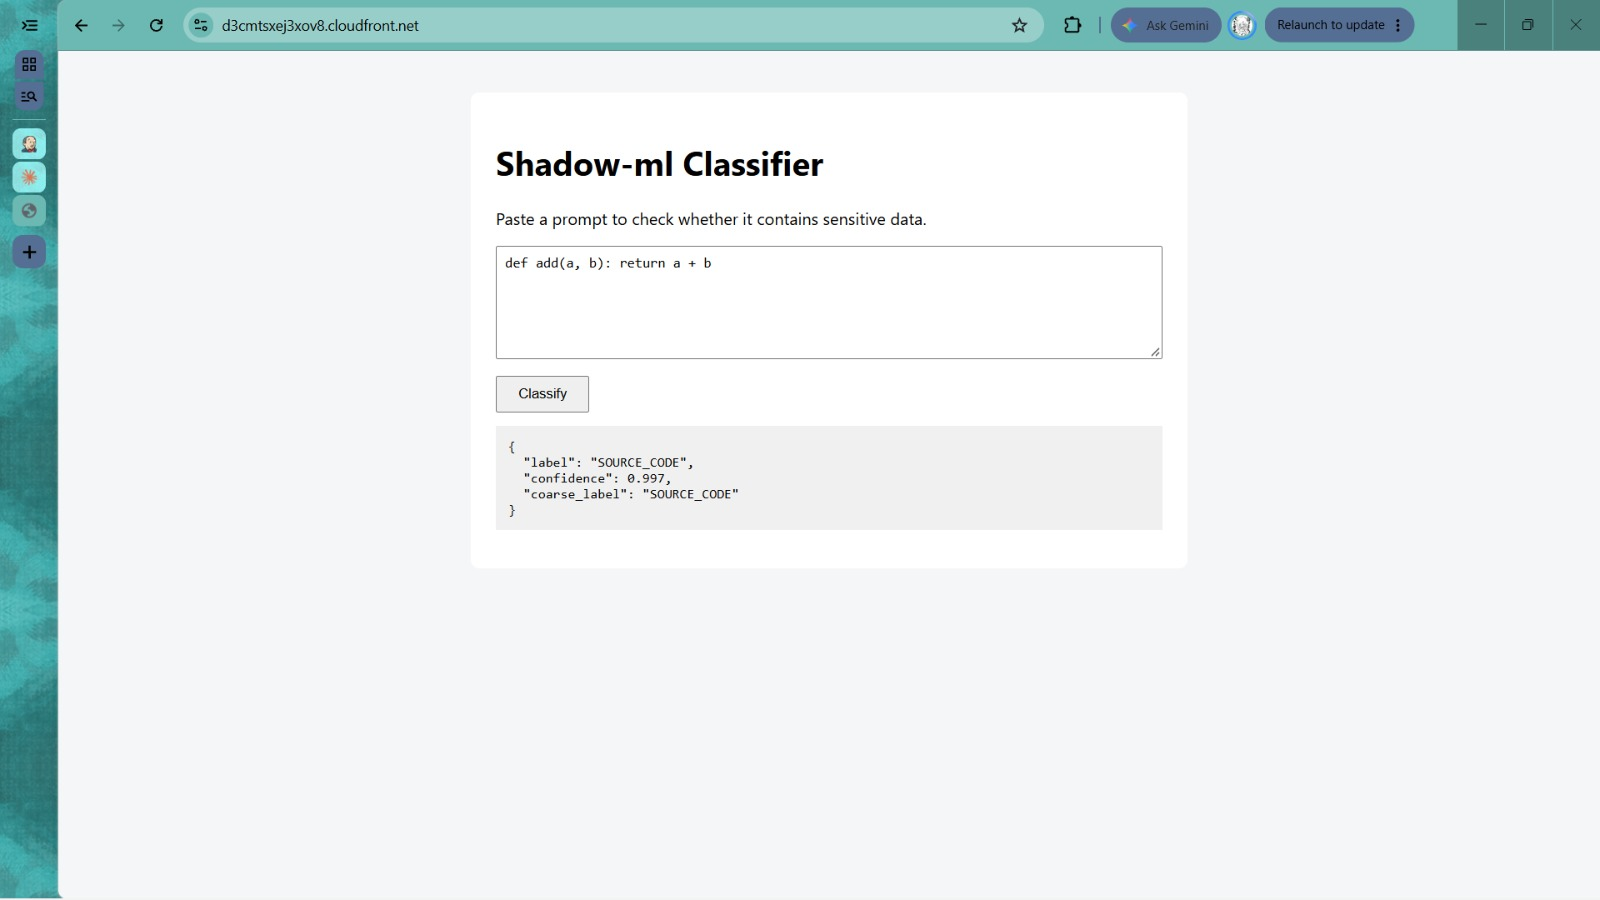 d3cmtsxej3xov8.cloudfront.net
Ask Gemini
Relaunch to update
Shadow-ml Classifier
Paste a prompt to check whether it contains sensitive data.
def add(a, b): return a + b
Classify
{
  "label": "SOURCE_CODE",
  "confidence": 0.997,
  "coarse_label": "SOURCE_CODE"
}